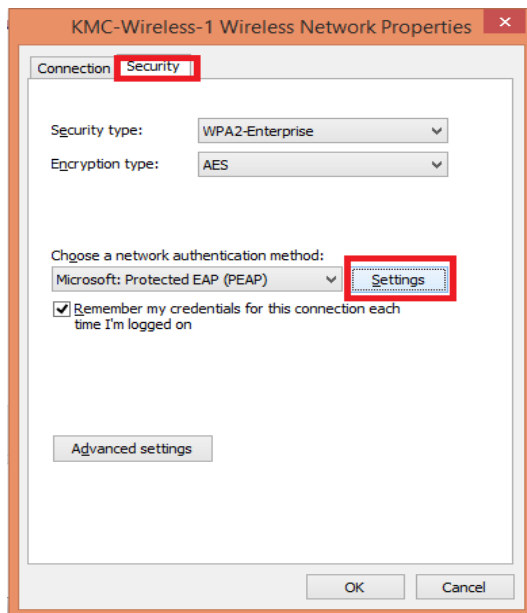 KMC-Wireless-1 Wireless Network Properties
Connection Security
Security type: WPA2-Enterprise
Encryption type: AES
Choose a network authentication method:
Microsoft: Protected EAP (PEAP) Settings
Remember my credentials for this connection each
time I'm logged on
Advanced settings
OK Cancel